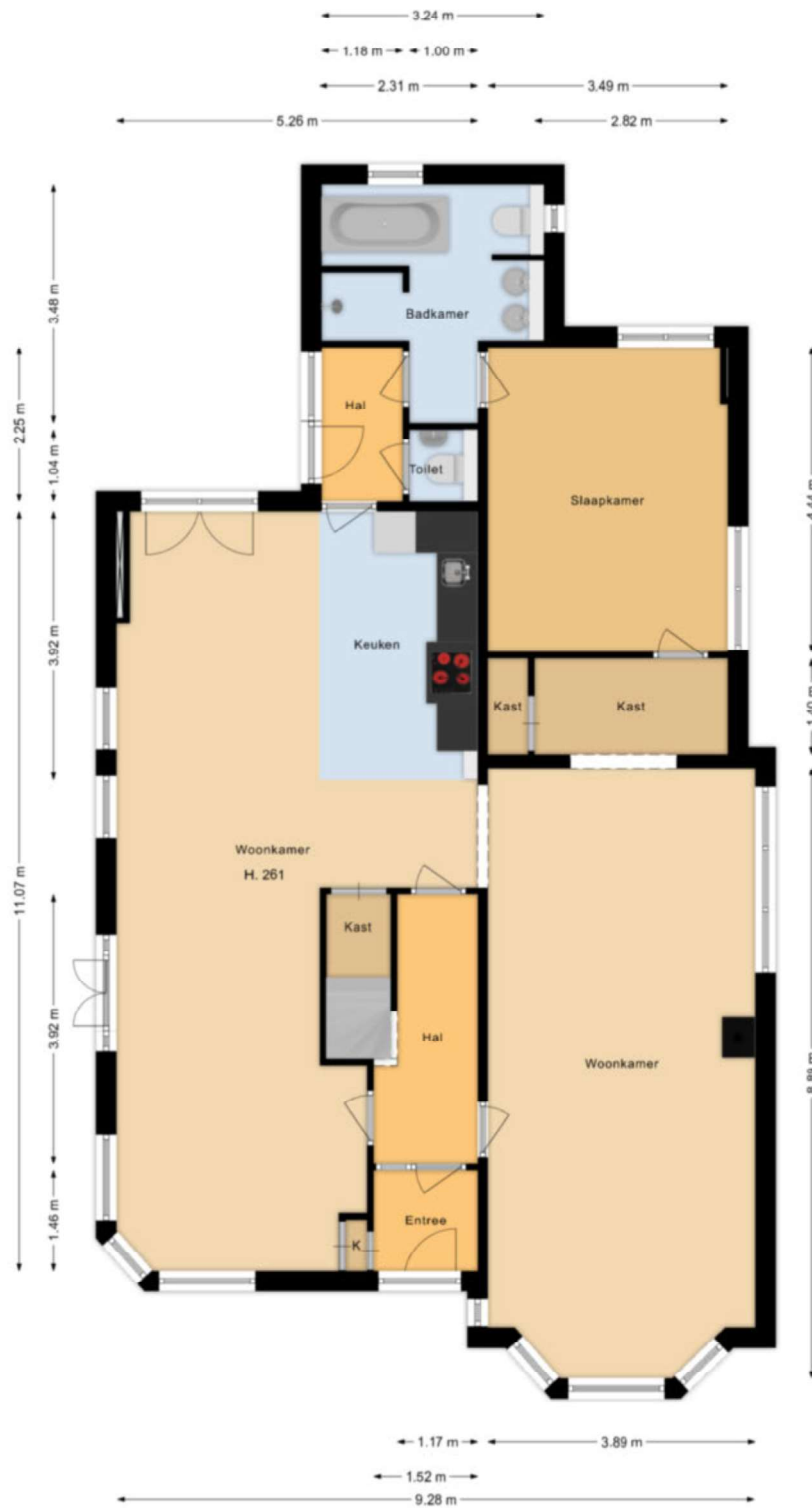 3.24 m
1.18 m
1.00 m
2.31 m
3.49 m
5.26 m
2.82 m
3.48 m
2.25 m
1.04 m
Badkamer
Hal
Toilet
Slaapkamer
3.92 m
Keuken
Kast
Kast
11.07 m
Woonkamer
H. 261
Kast
3.92 m
Hal
Woonkamer
8.89 m
1.46 m
Entree
K
1.17 m
3.89 m
1.52 m
9.28 m